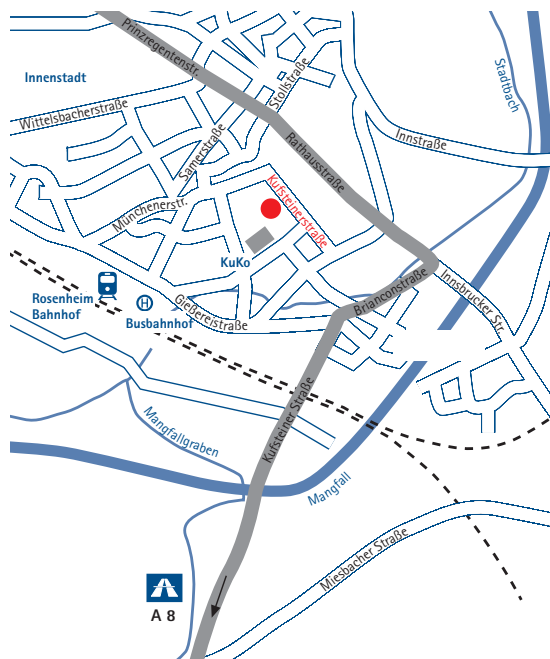 Prinzregentenstr.
Innenstadt
Stollstraße
Stadtbach
Wittelsbacherstraße
Samerstraße
Rathausstraße
Innstraße
Münchenerstr.
Kufsteinerstraße
KuKo
Rosenheim
Bahnhof
H
Busbahnhof
Gießereistraße
Brianconstraße
Innsbrucker Str.
Kufsteiner Straße
Mangfallgraben
Mangfall
Miesbacher Straße
A 8